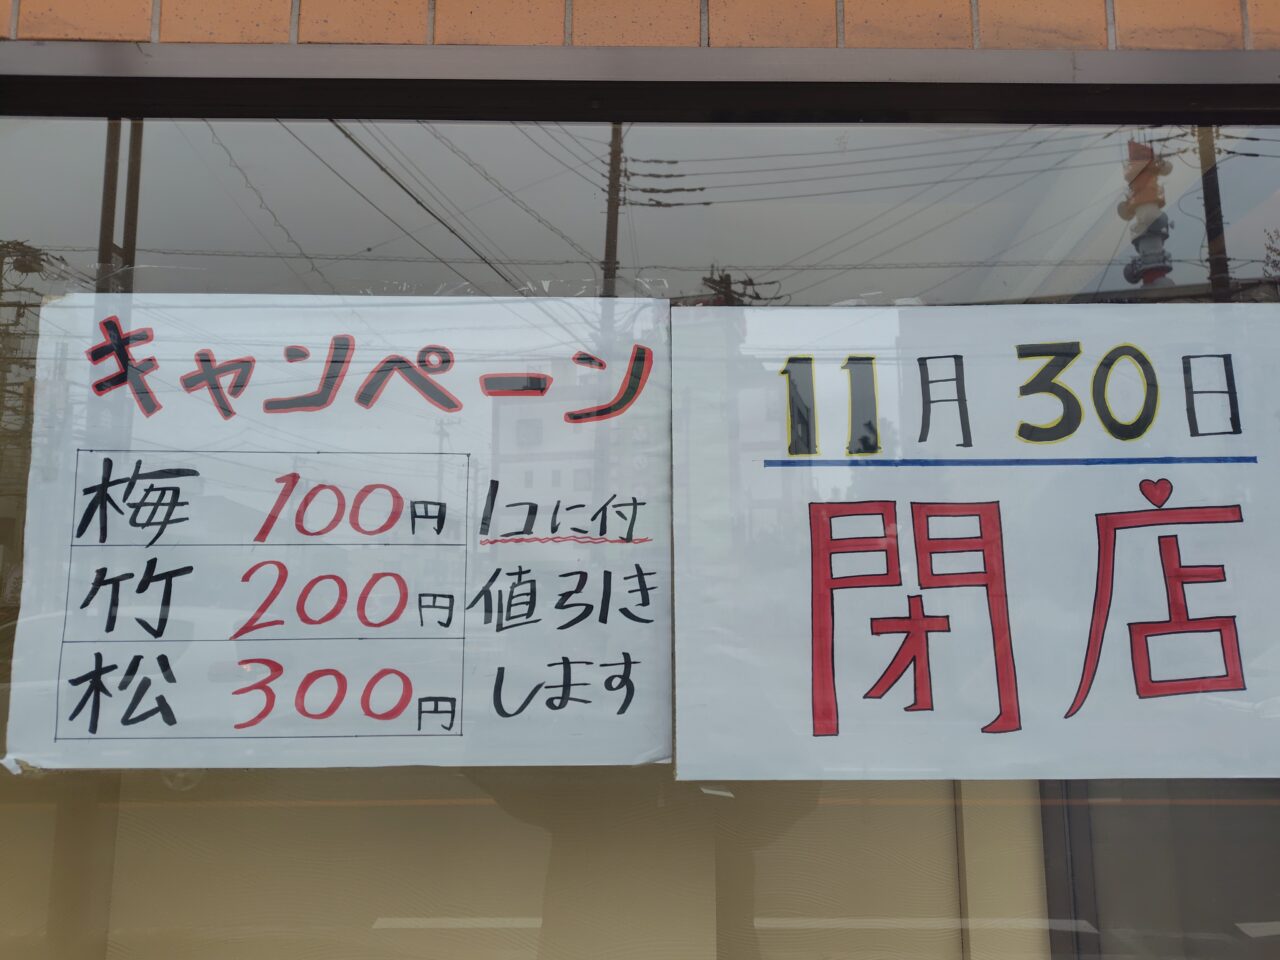 キャンペーン
梅 100円
竹 200円
松 300円
1コに付
値引き
します
11月30日
閉店